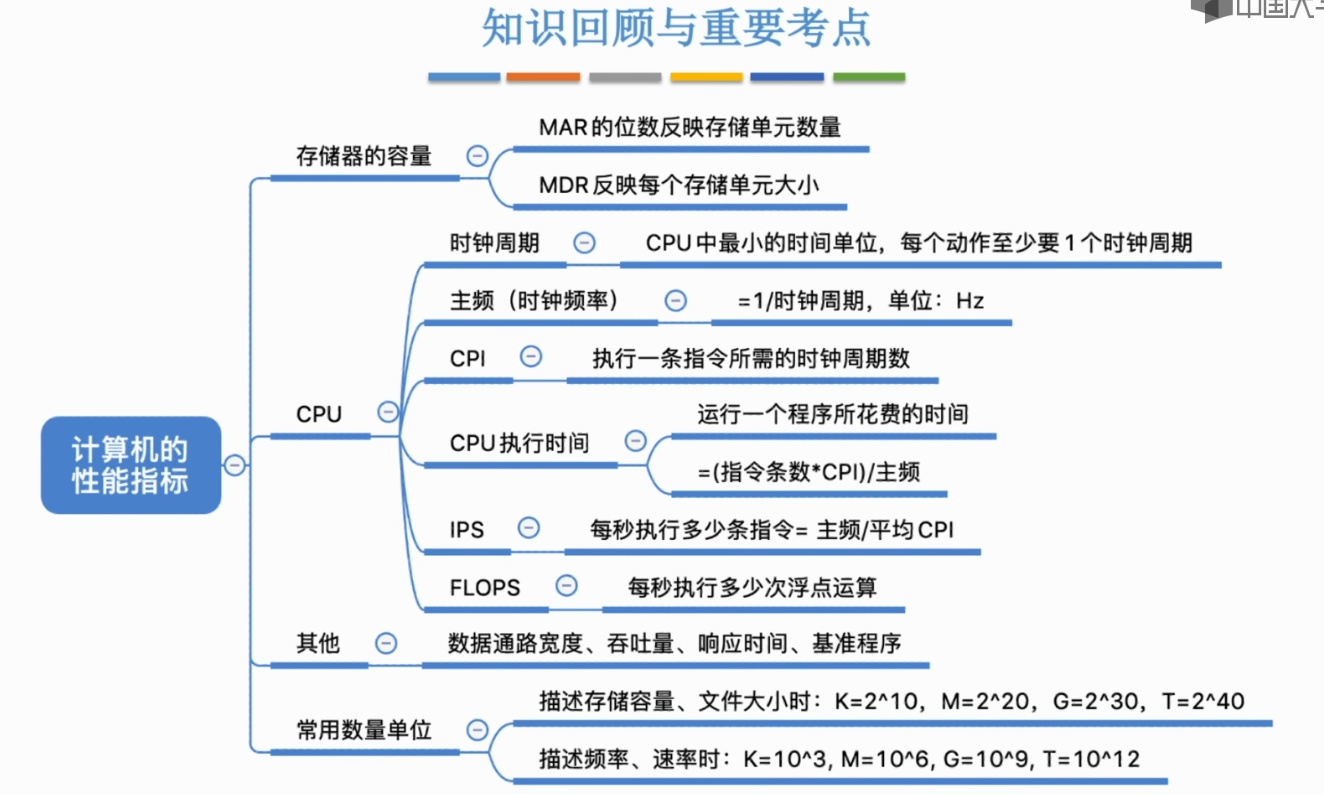 中国大
知识回顾与重要考点
存储器的容量
MAR的位数反映存储单元数量
MDR反映每个存储单元大小
时钟周期
CPU中最小的时间单位，每个动作至少要1个时钟周期
主频（时钟频率）
=1/时钟周期，单位：Hz
CPI
执行一条指令所需的时钟周期数
CPU
CPU执行时间
运行一个程序所花费的时间
=(指令条数*CPI)/主频
计算机的
性能指标
IPS
每秒执行多少条指令= 主频/平均CPI
FLOPS
每秒执行多少次浮点运算
其他
数据通路宽度、吞吐量、响应时间、基准程序
常用数量单位
描述存储容量、文件大小时：K=2^10，M=2^20，G=2^30，T=2^40
描述频率、速率时：K=10^3, M=10^6, G=10^9, T=10^12